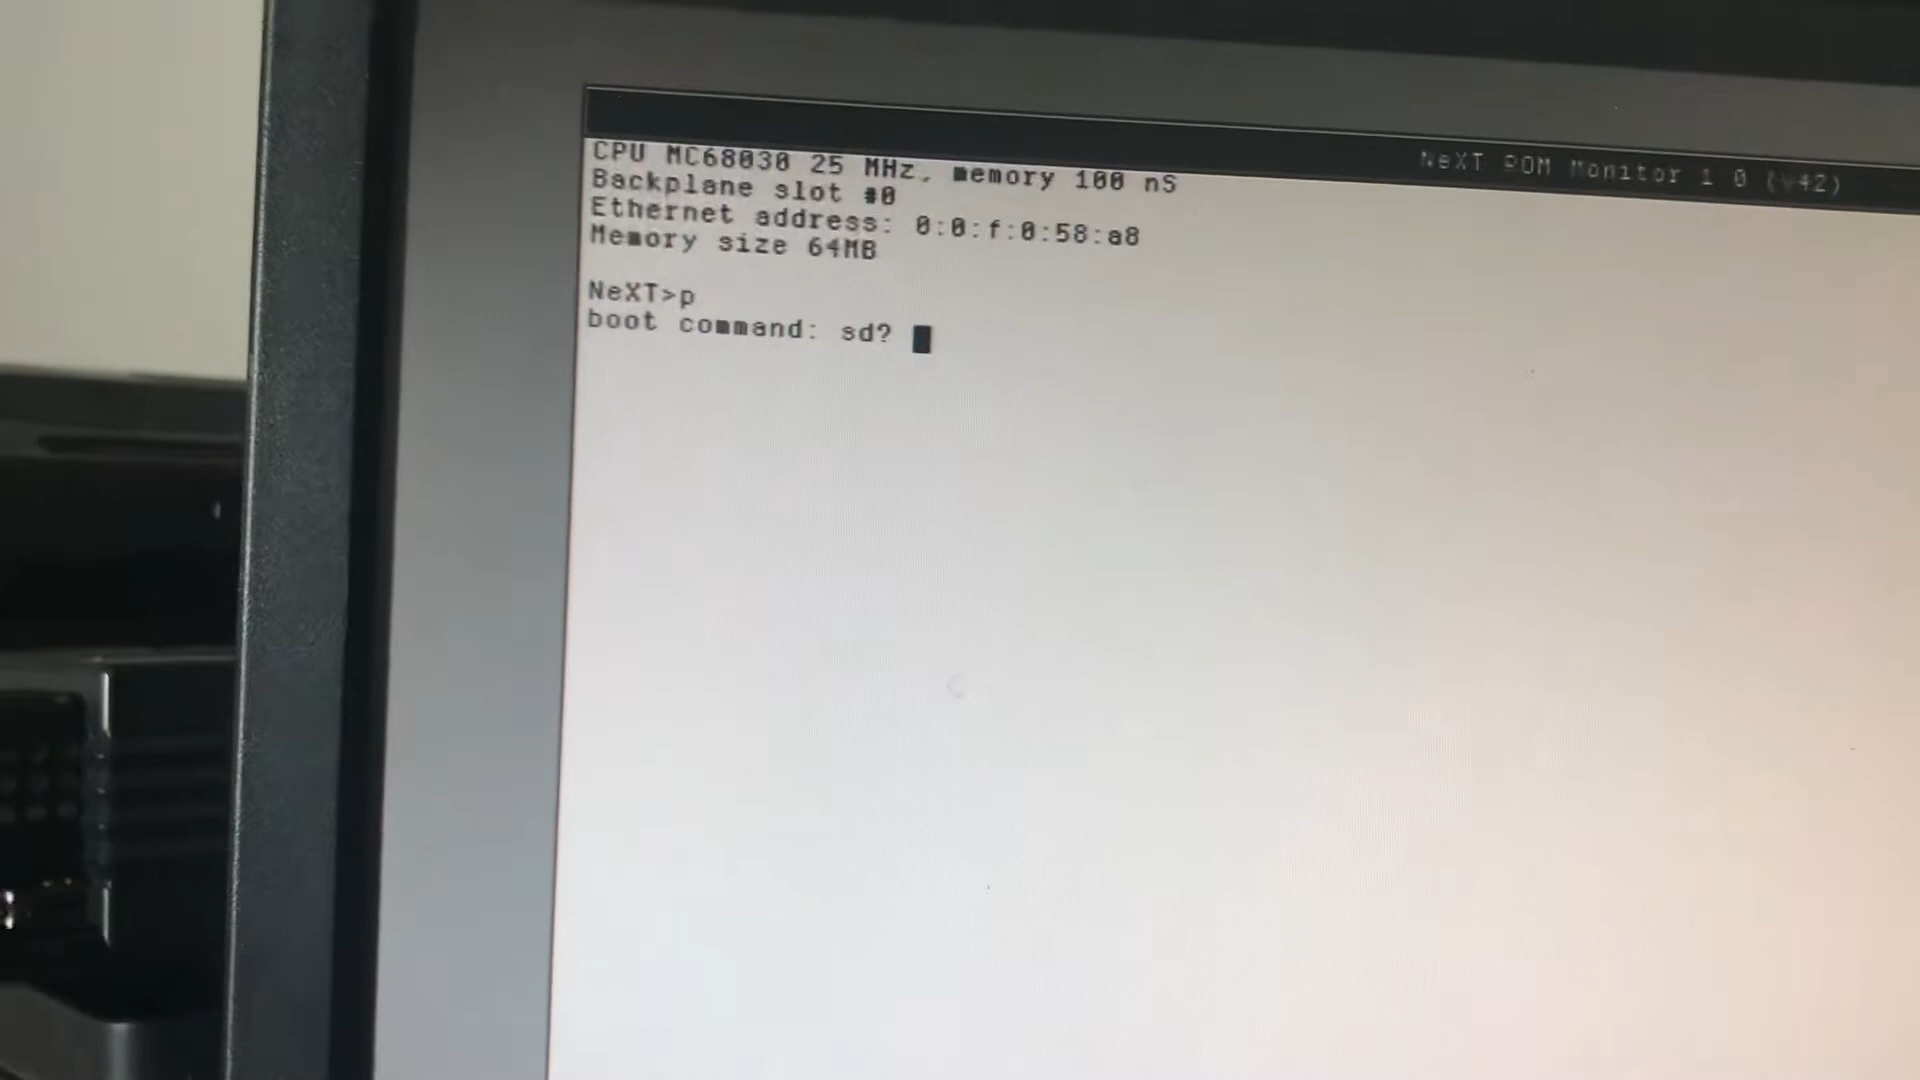 NeXT ROM Monitor 1 0 (v42)
CPU MC68030 25 MHz, memory 100 nS
Backplane slot #0
Ethernet address: 0:0:f:0:58:a8
Memory size 64MB
NeXT>p
boot command: sd?